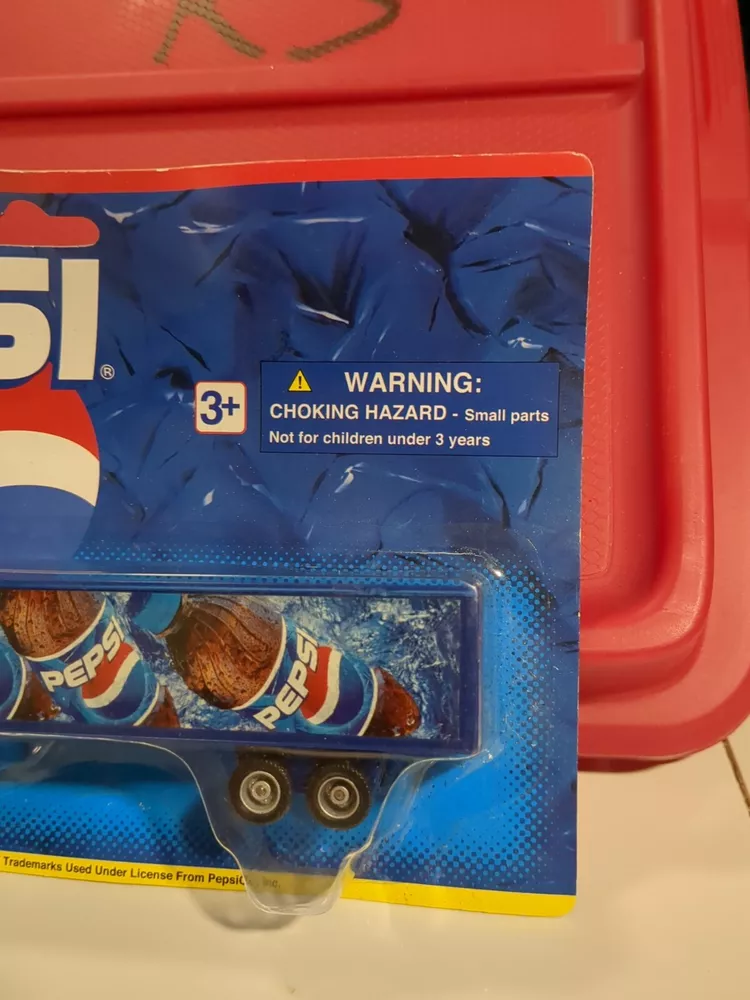 SI®
3+
WARNING:
CHOKING HAZARD - Small parts
Not for children under 3 years
PEPSI
PEPSI
Trademarks Used Under License From PepsiCo, Inc.